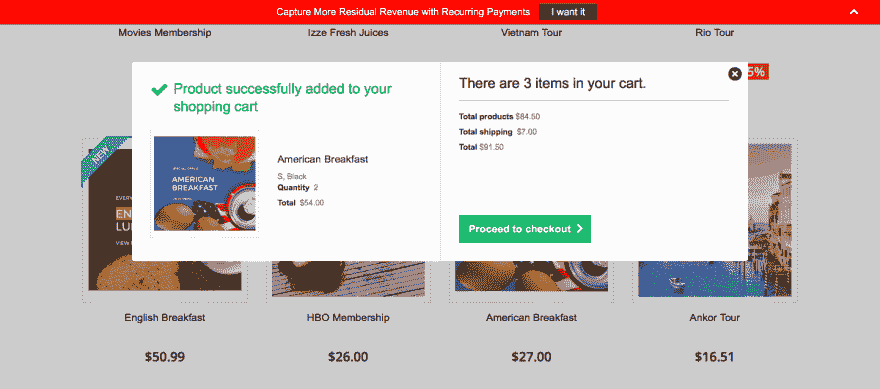 Capture More Residual Revenue with Recurring Payments
I want it
Movies Membership
Izze Fresh Juices
Vietnam Tour
Rio Tour
5%
Product successfully added to your
shopping cart
AMERICAN
BREAKFAST
American Breakfast
S, Black
Quantity 2
Total $54.00
There are 3 items in your cart.
Total products $84.50
Total shipping $7.00
Total $91.50
Proceed to checkout
NEW
English Breakfast
HBO Membership
American Breakfast
Ankor Tour
$50.99
$26.00
$27.00
$16.51